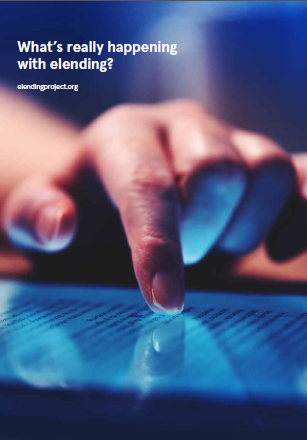 What's really happening
with elending?
elendingproject.org